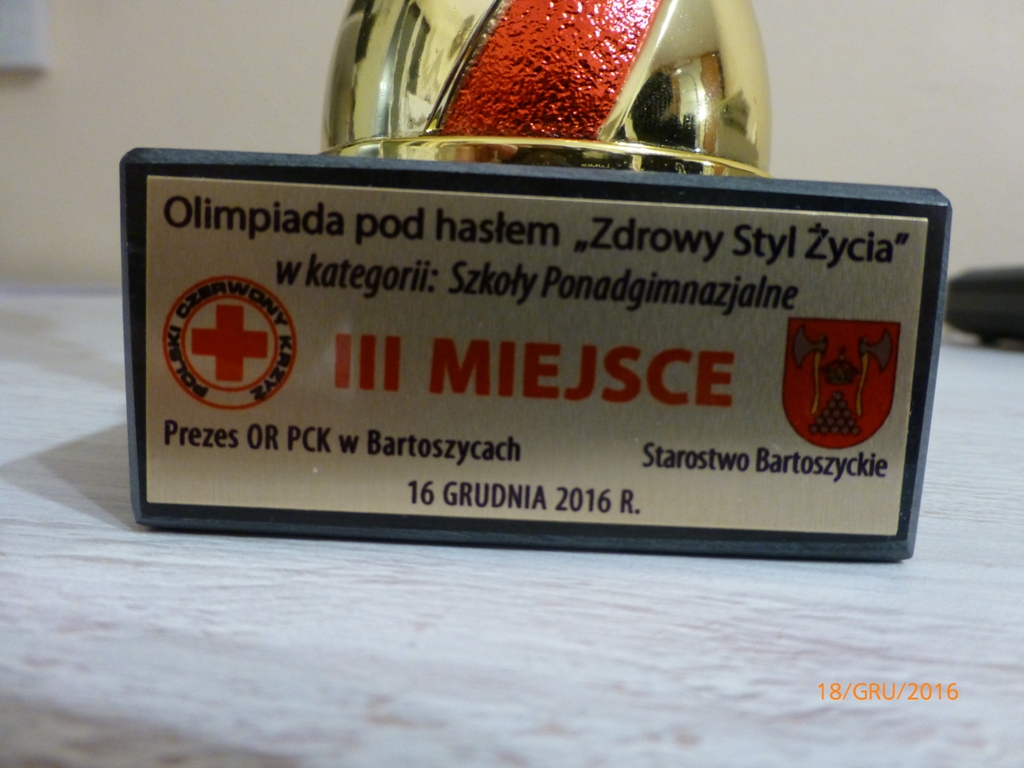 Olimpiada pod hasłem „Zdrowy Styl Życia”
w kategorii: Szkoły Ponadgimnazjalne
POLSKI CZERWONY KRZYŻ
III MIEJSCE
Prezes OR PCK w Bartoszycach
Starostwo Bartoszyckie
16 GRUDNIA 2016 R.
18/GRU/2016